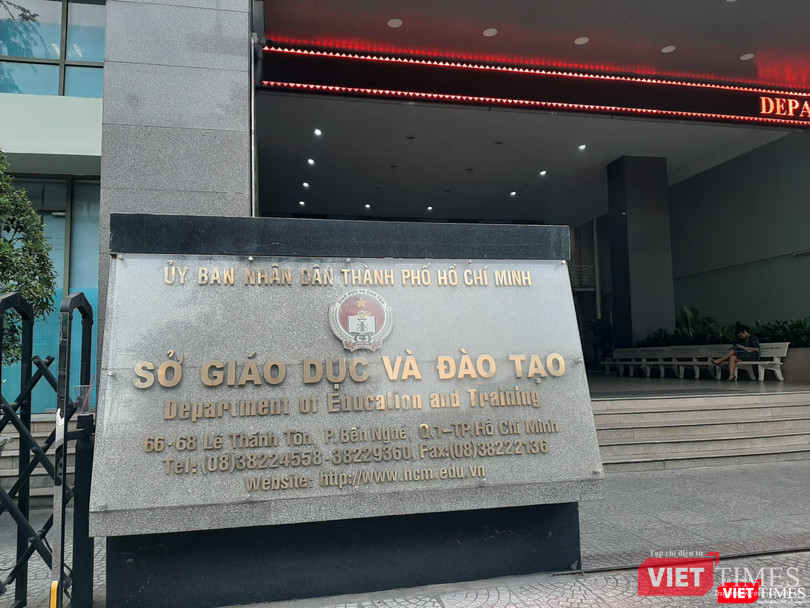 DEPA
ỦY BAN NHÂN DÂN THÀNH PHỐ HỒ CHÍ MINH
SỞ GIÁO DỤC VÀ ĐÀO TẠO
Department of Education and Training
66-68 Lê Thánh Tôn, P.Bến Nghé, Q.1-TP.Hồ Chí Minh
Tel:(08)38224558-38229360, Fax:(08)38222136
Website: http://www.hcm.edu.vn
Tạp chí điện tử
VIETTIMES
VIETTIMES